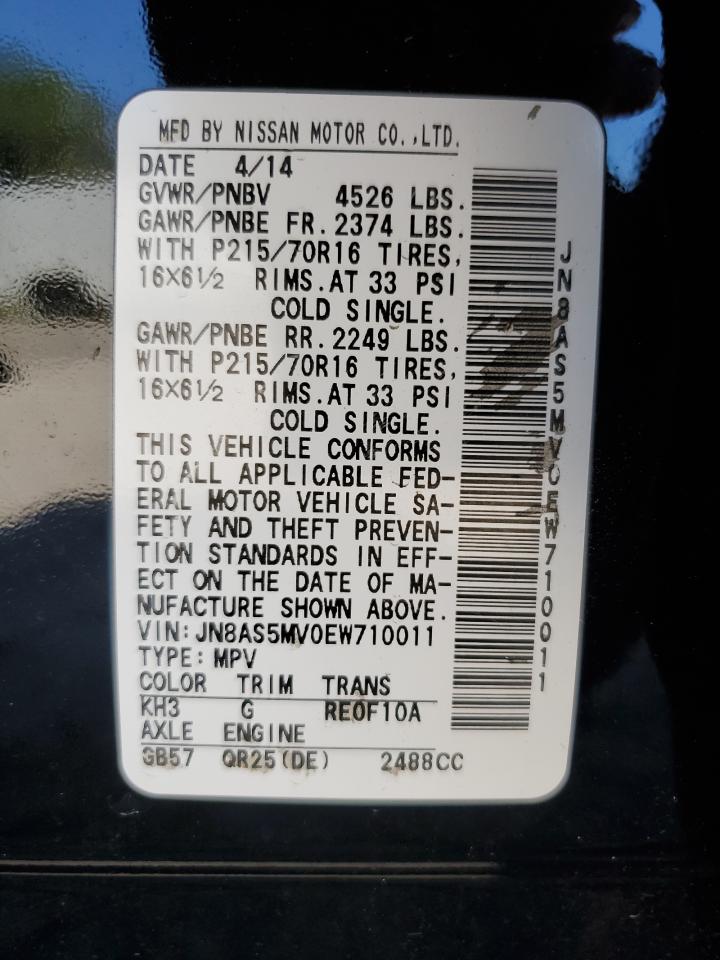 MFD BY NISSAN MOTOR CO.,LTD.
DATE 4/14
GVWR/PNBV 4526 LBS.
GAWR/PNBE FR.2374 LBS.
WITH P215/70R16 TIRES,
16X6½ RIMS.AT 33 PSI
COLD SINGLE.
GAWR/PNBE RR.2249 LBS.
WITH P215/70R16 TIRES,
16X6½ RIMS.AT 33 PSI
COLD SINGLE.
THIS VEHICLE CONFORMS
TO ALL APPLICABLE FED-
ERAL MOTOR VEHICLE SA-
FETY AND THEFT PREVEN-
TION STANDARDS IN EFF-
ECT ON THE DATE OF MA-
NUFACTURE SHOWN ABOVE.
VIN:JN8AS5MV0EW710011
TYPE:MPV
COLOR TRIM TRANS
KH3 G RE0F10A
AXLE ENGINE
GB57 QR25(DE) 2488CC
JN8AS5MV0EW710011